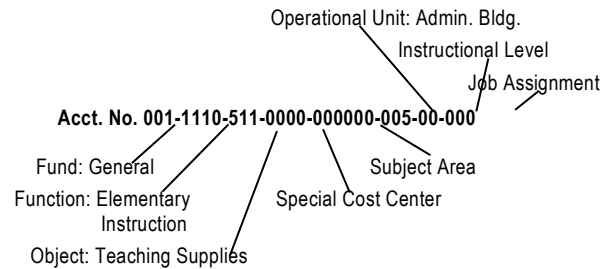 Operational Unit: Admin. Bldg.
Instructional Level
Job Assignment
Acct. No. 001-1110-511-0000-000000-005-00-000
Fund: General
Subject Area
Function: Elementary
Special Cost Center
Instruction
Object: Teaching Supplies